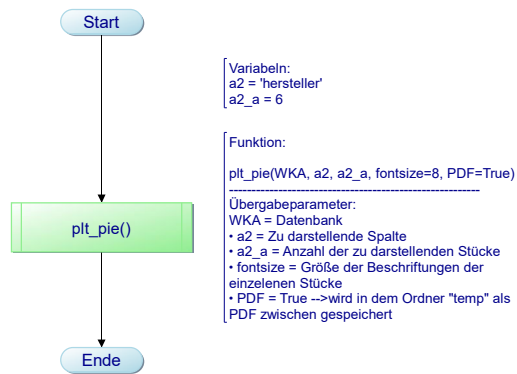 Start
Variabeln:
a2 = 'hersteller'
a2_a = 6
Funktion:
plt_pie(WKA, a2, a2_a, fontsize=8, PDF=True)
--------------------------------------------------------
Übergabeparameter:
WKA = Datenbank
• a2 = Zu darstellende Spalte
• a2_a = Anzahl der zu darstellenden Stücke
• fontsize = Größe der Beschriftungen der
einzelenen Stücke
• PDF = True -->wird in dem Ordner "temp" als
PDF zwischen gespeichert
plt_pie()
Ende